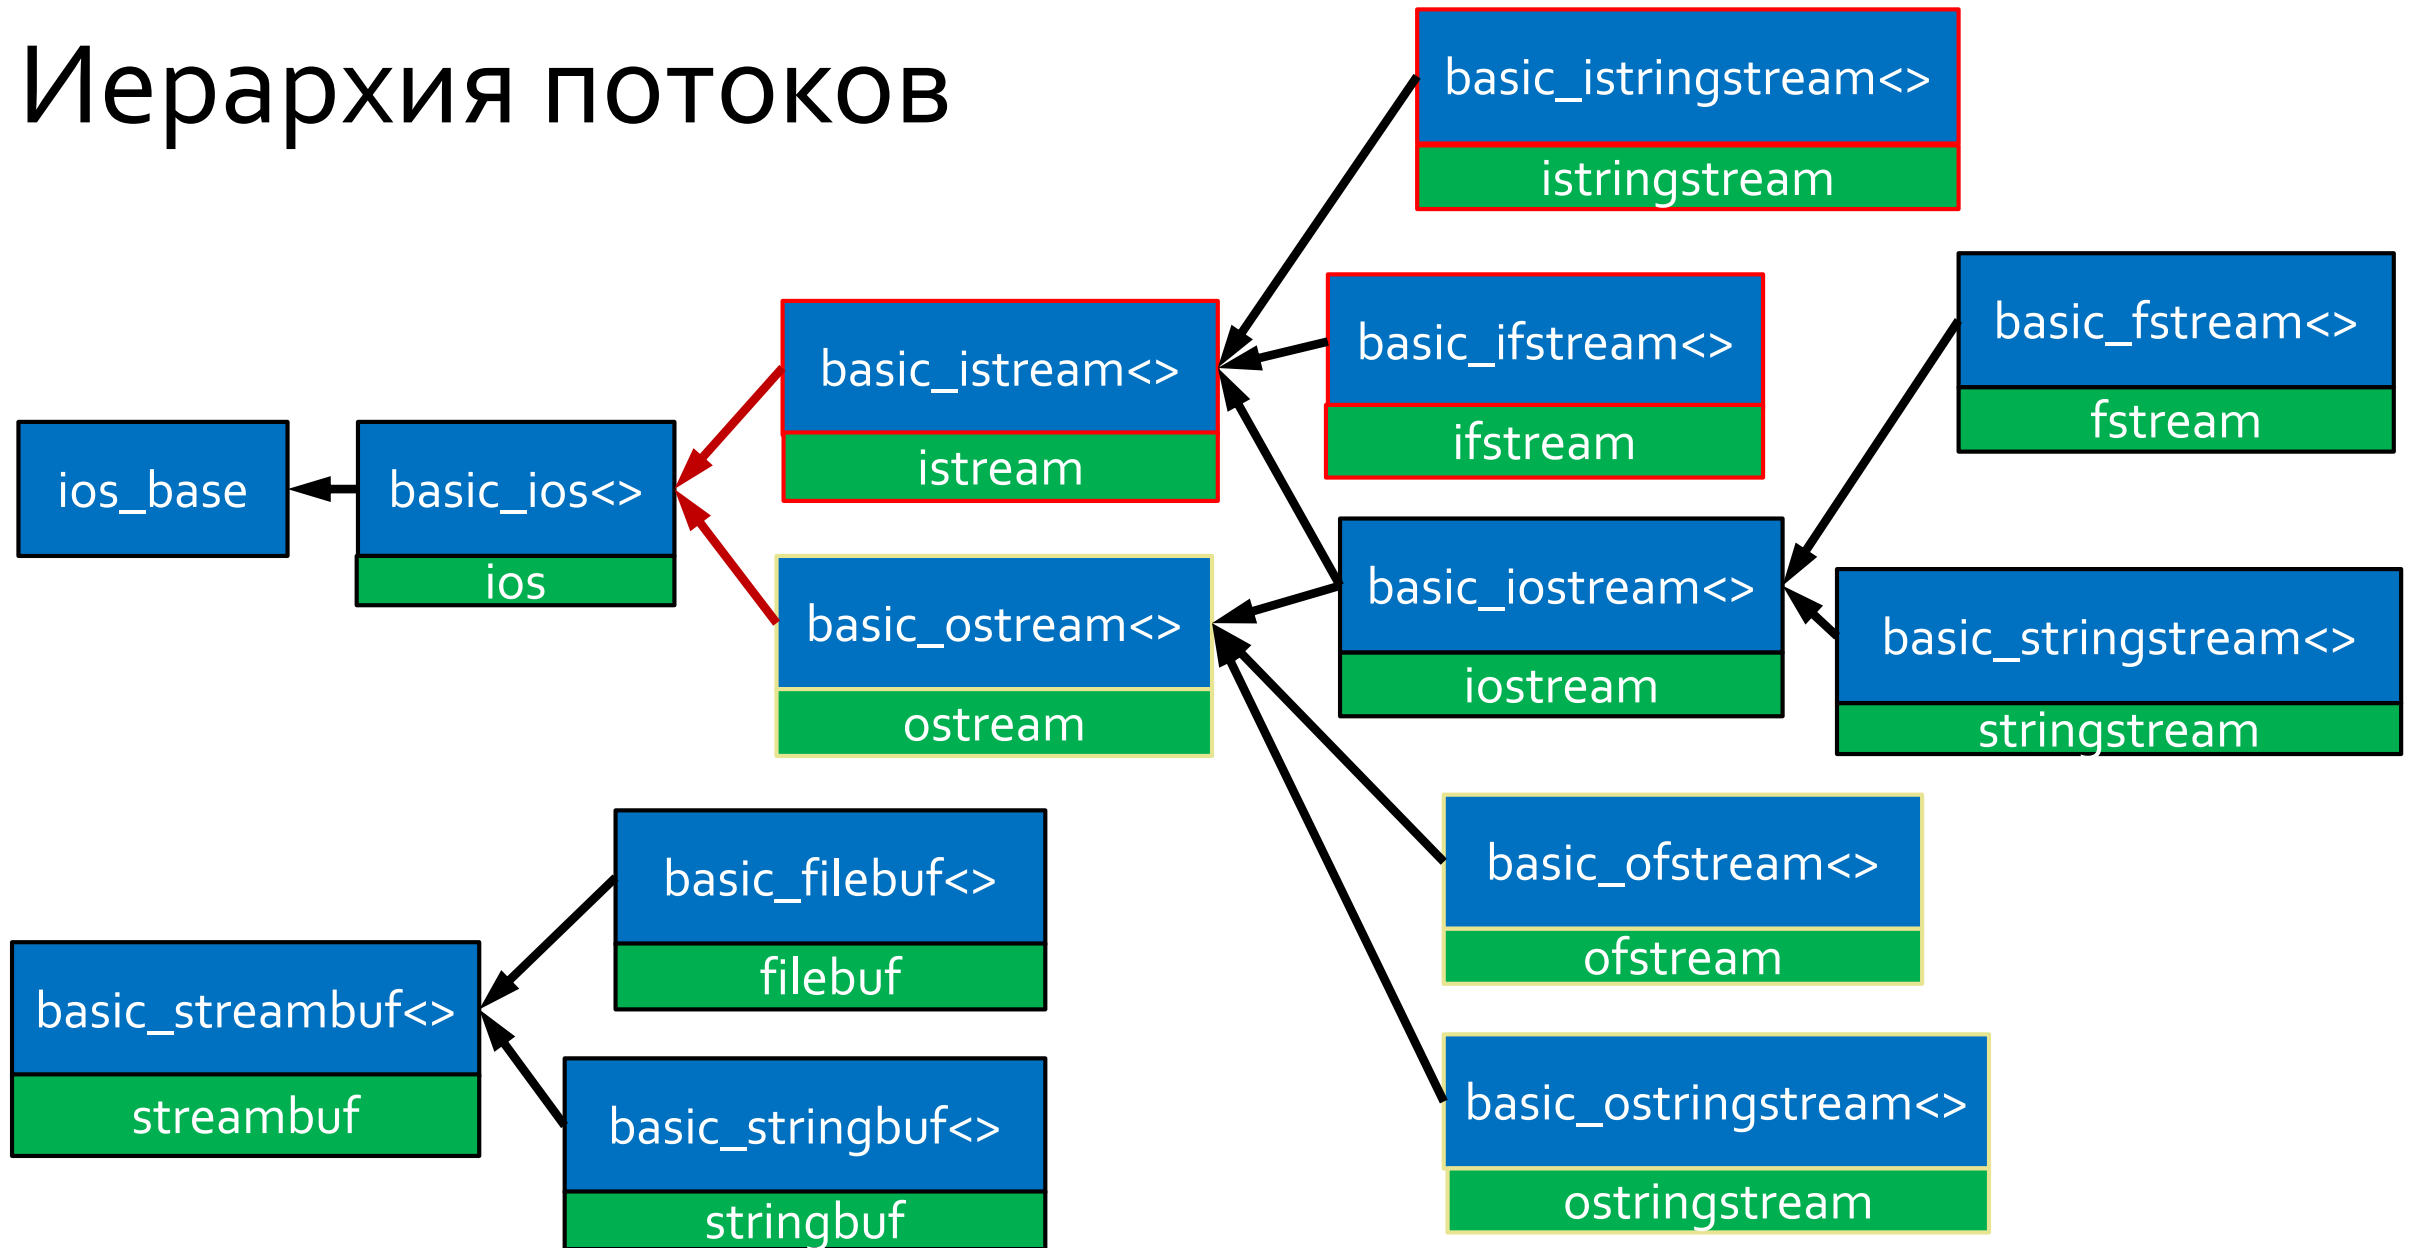 Иерархия потоков
basic_istringstream<>
istringstream
basic_fstream<>
fstream
basic_ifstream<>
ifstream
basic_istream<>
istream
ios_base
basic_ios<>
ios
basic_ostream<>
ostream
basic_iostream<>
iostream
basic_stringstream<>
stringstream
basic_filebuf<>
filebuf
basic_ofstream<>
ofstream
basic_streambuf<>
streambuf
basic_stringbuf<>
stringbuf
basic_ostringstream<>
ostringstream